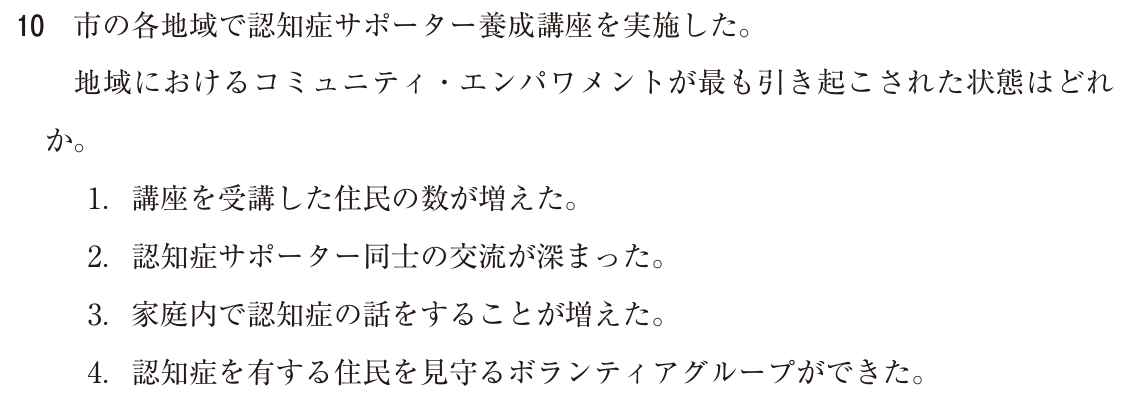 10 市の各地域で認知症サポーター養成講座を実施した。
地域におけるコミュニティ・エンパワメントが最も引き起こされた状態はどれ
か。
1. 講座を受講した住民の数が増えた。
2. 認知症サポーター同士の交流が深まった。
3. 家庭内で認知症の話をすることが増えた。
4. 認知症を有する住民を見守るボランティアグループができた。